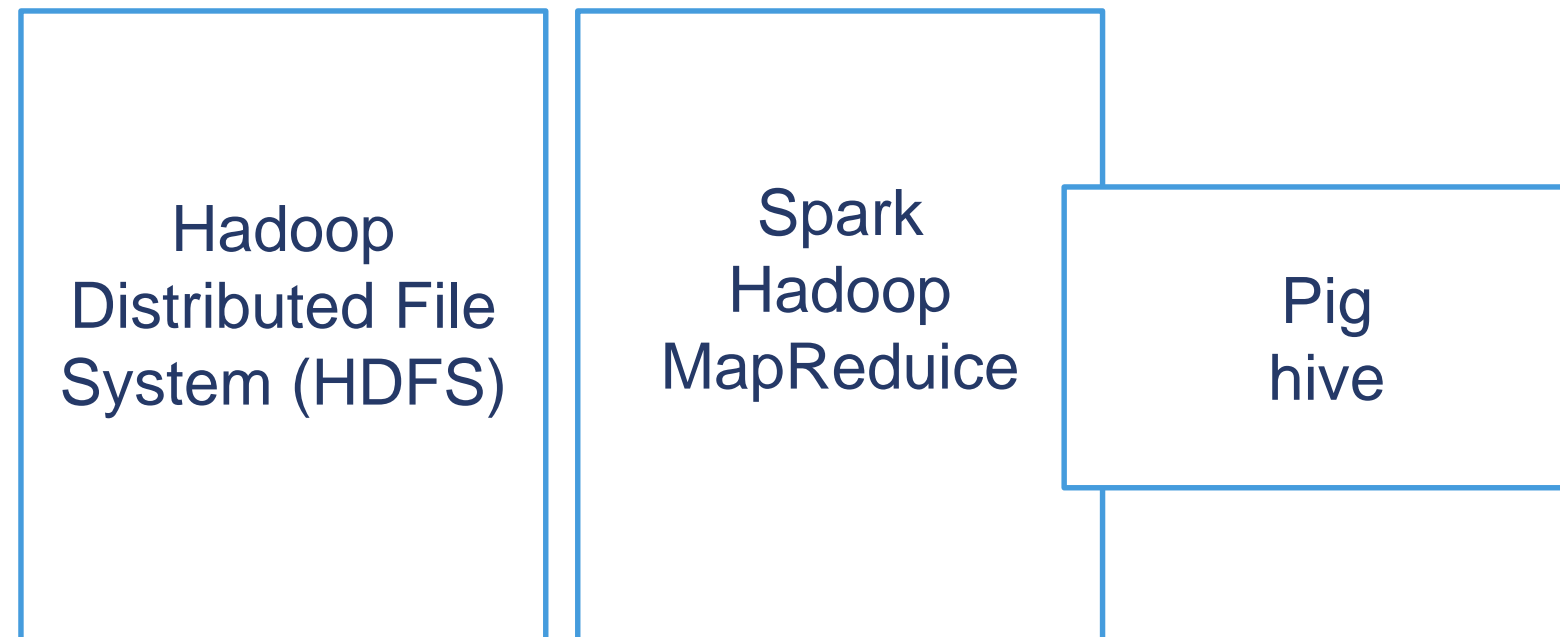 Hadoop
Distributed File
System (HDFS)
Spark
Hadoop
MapReduice
Pig
hive